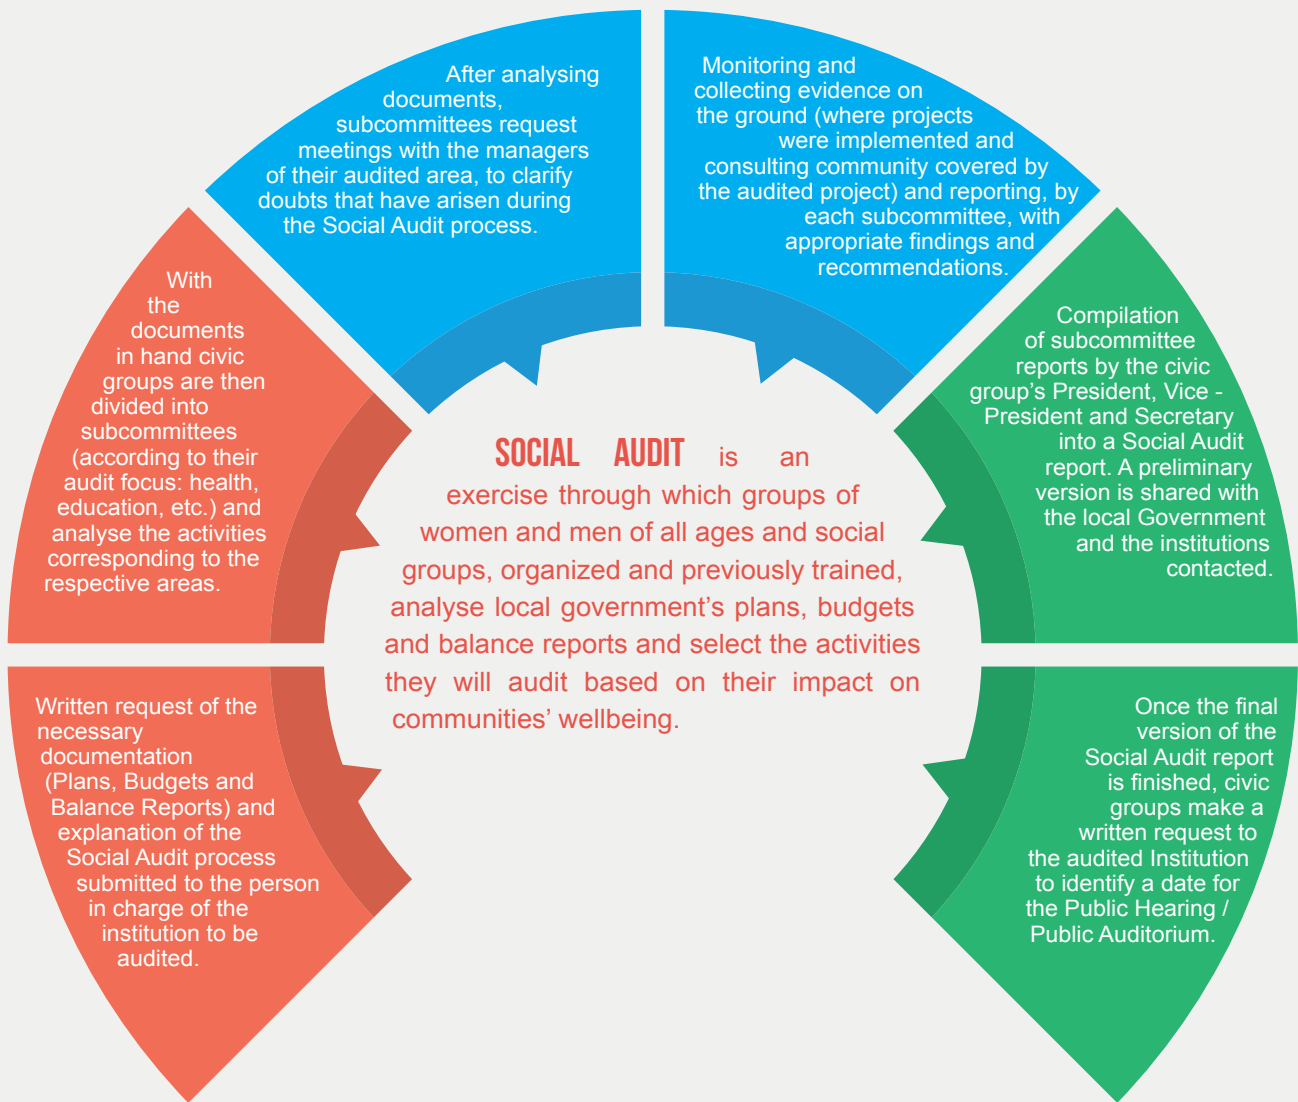 After analysing
documents,
subcommittees request
meetings with the managers
of their audited area, to clarify
doubts that have arisen during
the Social Audit process.
Monitoring and
collecting evidence on
the ground (where projects
were implemented and
consulting community covered by
the audited project) and reporting, by
each subcommittee, with
appropriate findings and
recommendations.
With
the
documents
in hand civic
groups are then
divided into
subcommittees
(according to their
audit focus: health,
education, etc.) and
analyse the activities
corresponding to the
respective areas.
Compilation
of subcommittee
reports by the civic
group's President, Vice -
President and Secretary
into a Social Audit
report. A preliminary
version is shared with
the local Government
and the institutions
contacted.
SOCIAL AUDIT is an
exercise through which groups of
women and men of all ages and social
groups, organized and previously trained,
analyse local government's plans, budgets
and balance reports and select the activities
they will audit based on their impact on
communities' wellbeing.
Written request of the
necessary
documentation
(Plans, Budgets and
Balance Reports) and
explanation of the
Social Audit process
submitted to the person
in charge of the
institution to be
audited.
Once the final
version of the
Social Audit report
is finished, civic
groups make a
written request to
the audited Institution
to identify a date for
the Public Hearing /
Public Auditorium.